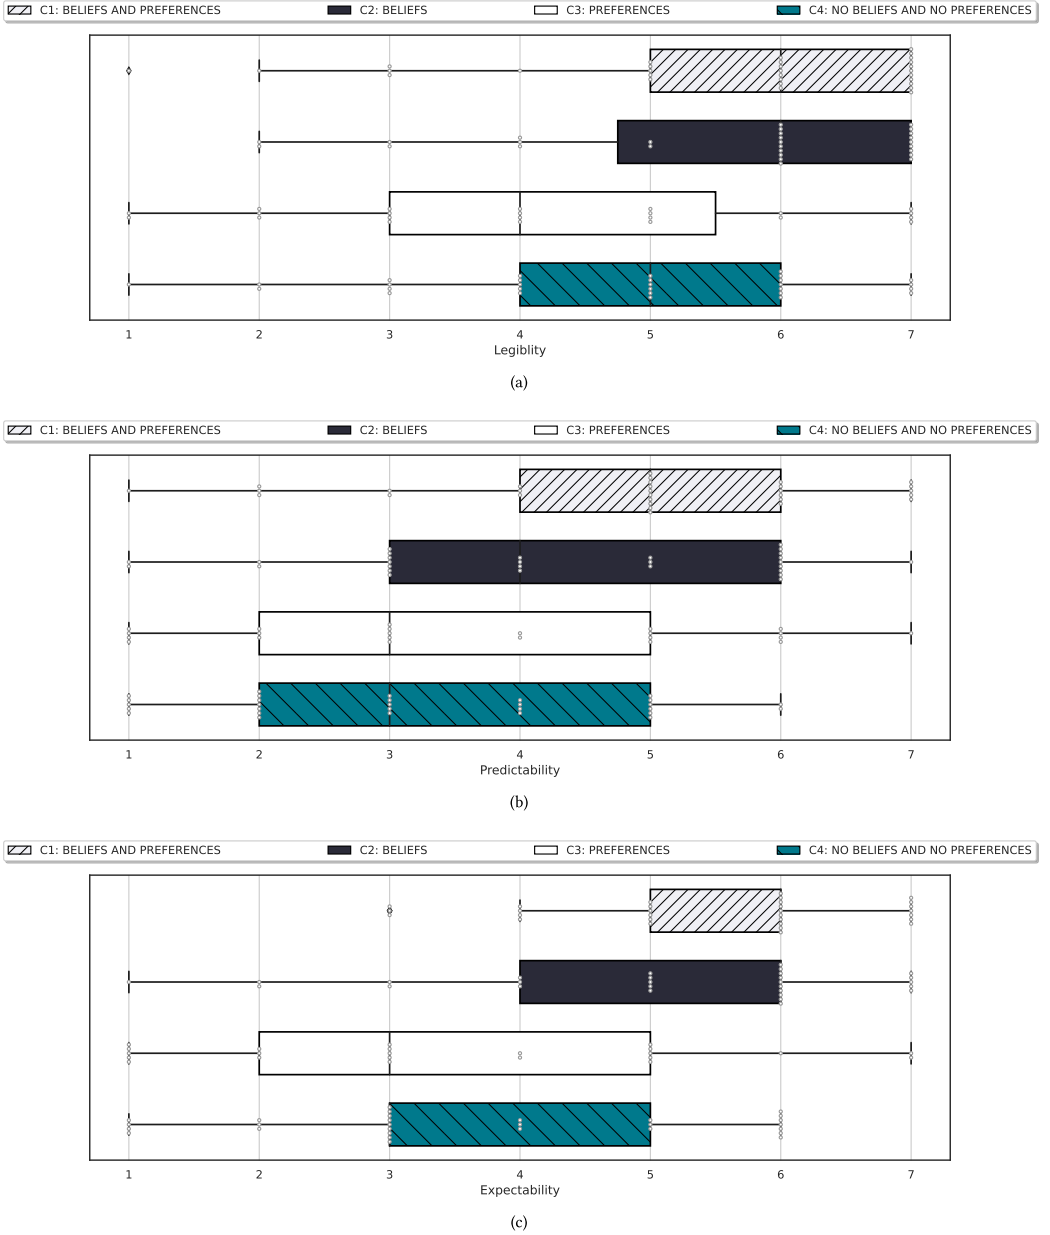 C1: BELIEFS AND PREFERENCES C2: BELIEFS C3: PREFERENCES C4: NO BELIEFS AND NO PREFERENCES
1 2 3 4 5 6 7
Legiblity
(a)
C1: BELIEFS AND PREFERENCES C2: BELIEFS C3: PREFERENCES C4: NO BELIEFS AND NO PREFERENCES
1 2 3 4 5 6 7
Predictability
(b)
C1: BELIEFS AND PREFERENCES C2: BELIEFS C3: PREFERENCES C4: NO BELIEFS AND NO PREFERENCES
1 2 3 4 5 6 7
Expectability
(c)